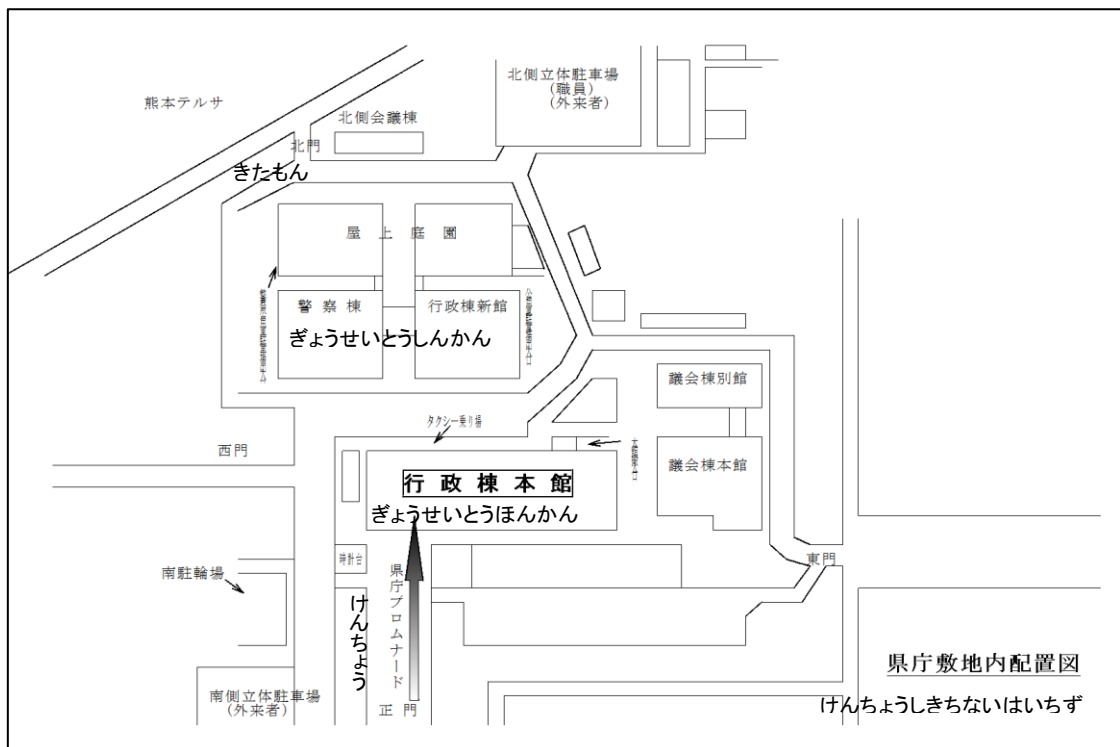 北側立体駐車場
(職員)
(外来者)
熊本テルサ
北側会議棟
北門
きたもん
屋上庭園
警察棟
行政棟新館
ぎょうせいとうしんかん
議会棟別館
タクシー乗り場
西門
議会棟本館
行政棟本館
ぎょうせいとうほんかん
時計台
東門
南駐輪場
県庁プロムナード
けんちょう
県庁敷地内配置図
けんちょうしきちないはいちず
南側立体駐車場
(外来者)
正門